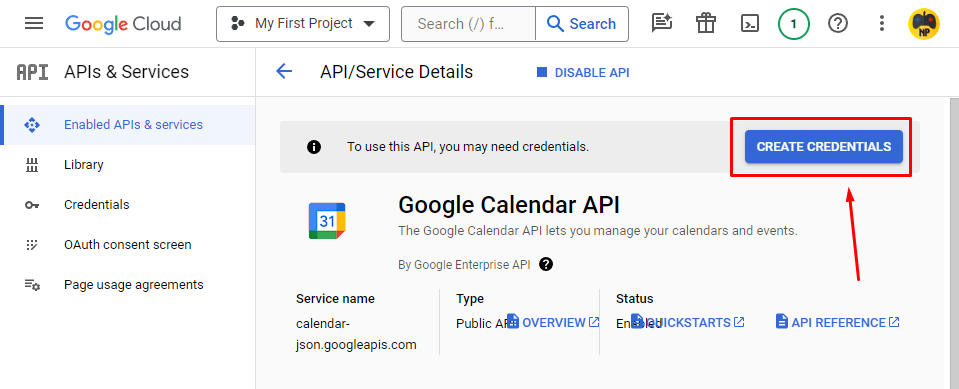 Google Cloud
My First Project
Search (/) f
Search
1
NP
API
APIs & Services
API/Service Details
DISABLE API
Enabled APIs & services
Library
Credentials
OAuth consent screen
Page usage agreements
To use this API, you may need credentials.
CREATE CREDENTIALS
31
Google Calendar API
The Google Calendar API lets you manage your calendars and events.
By Google Enterprise API
Service name
calendar-
json.googleapis.com
Type
Public API
OVERVIEW
Status
Enabled
QUICKSTARTS
API REFERENCE